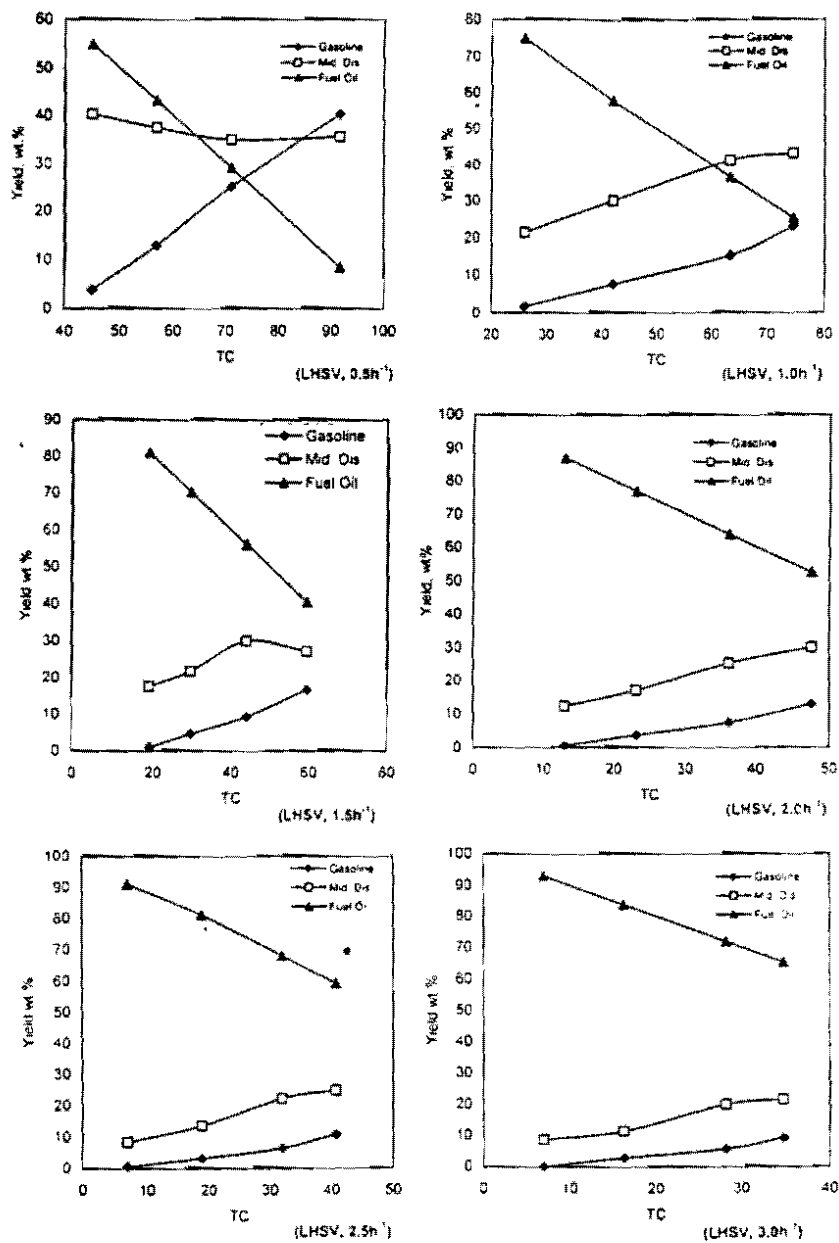 60
50
40
30
20
10
0
Yield. wt.%
Gasoline
Mid. Dis
Fuel Oil
40 50 60 70 80 90 100
TC
(LHSV, 0.5h⁻¹)
80
70
60
50
40
30
20
10
0
Yield, wt.%
Gasoline
Mid. Dis
Fuel Oil
20 30 40 50 60 70 80
TC
(LHSV, 1.0h⁻¹)
90
80
70
60
50
40
30
20
10
0
Yield wt %
Gasoline
Mid Dis
Fuel Oil
0 20 40 60 80
TC
(LHSV, 1.5h⁻¹)
100
90
80
70
60
50
40
30
20
10
0
Yield, wt%
Gasoline
Mid Dis
Fuel Oil
0 10 20 30 40 50
TC
(LHSV, 2.0h⁻¹)
100
90
80
70
60
50
40
30
20
10
0
Yield wt %
Gasoline
Mid Dis
Fuel Oil
0 10 20 30 40 50
TC
(LHSV, 2.5h⁻¹)
100
90
80
70
60
50
40
30
20
10
0
Yield wt %
Gasoline
Mid Dis
Fuel Oil
0 10 20 30 40
TC
(LHSV, 3.0h⁻¹)